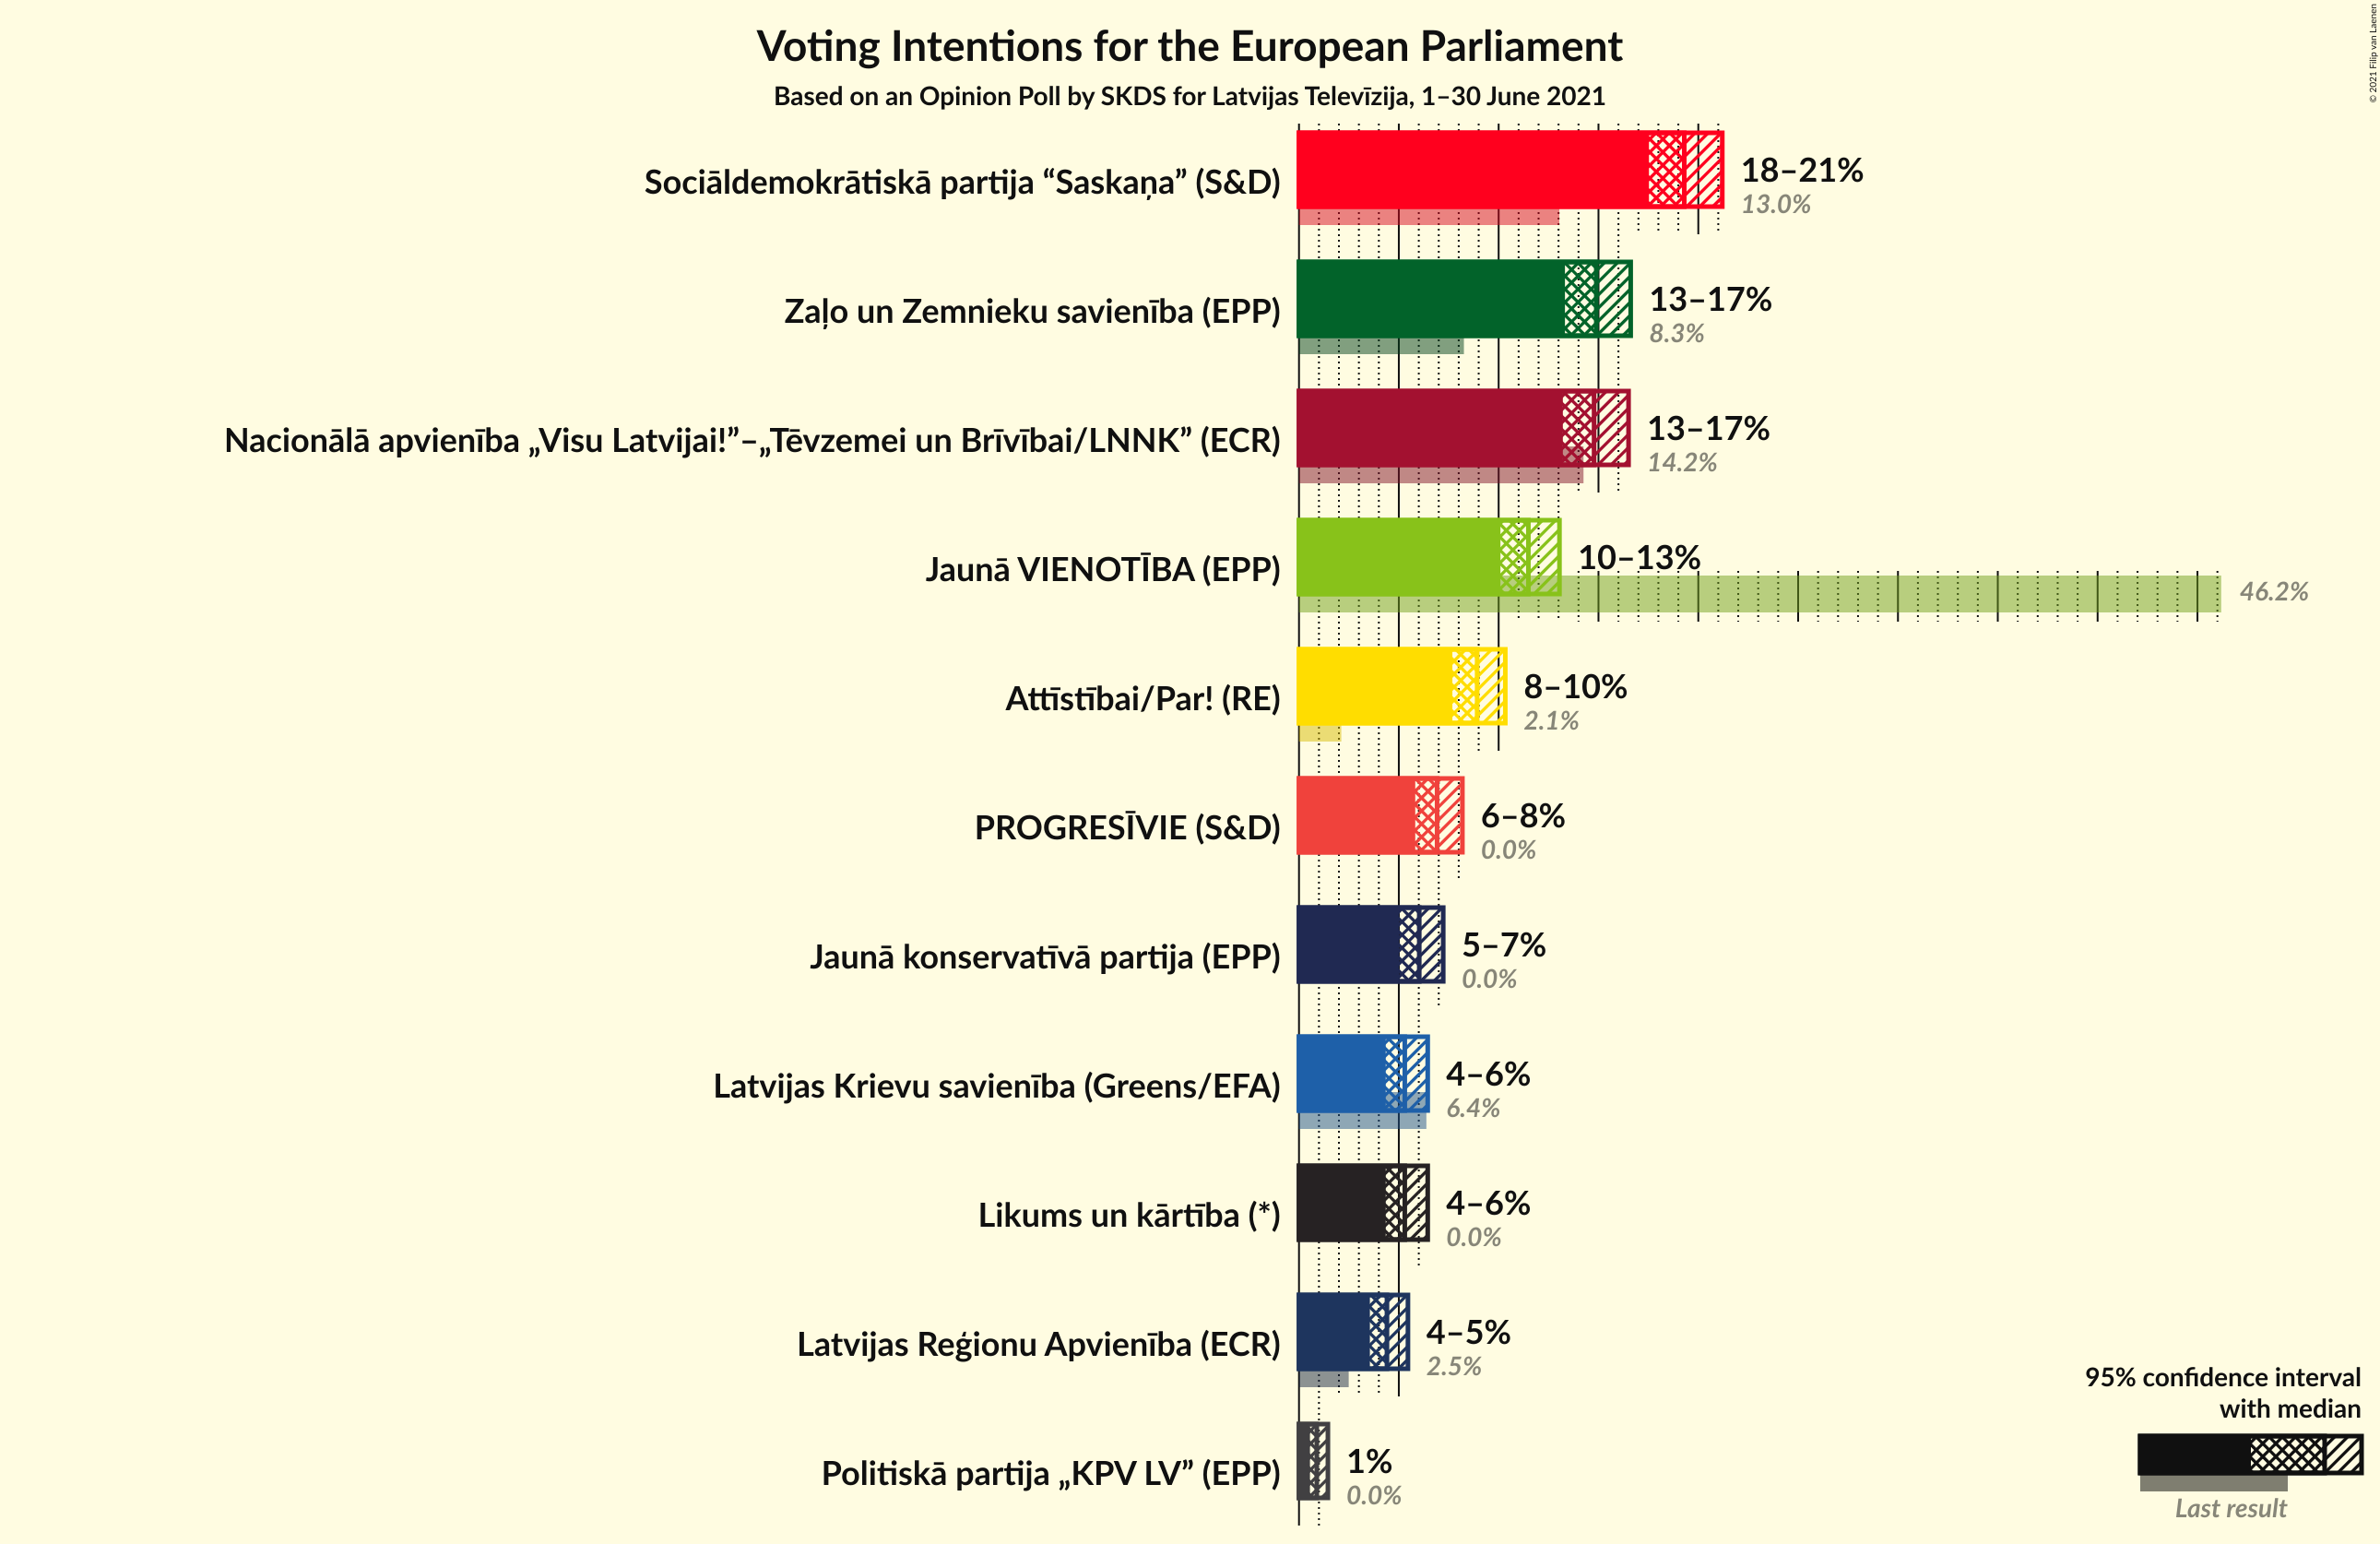 Voting Intentions for the European Parliament
Based on an Opinion Poll by SKDS for Latvijas Televīzija, 1–30 June 2021
© 2021 Filip van Laenen
Sociāldemokrātiskā partija “Saskaņa” (S&D)
18–21%
13.0%
Zaļo un Zemnieku savienība (EPP)
13–17%
8.3%
Nacionālā apvienība „Visu Latvijai!”–„Tēvzemei un Brīvībai/LNNK” (ECR)
13–17%
14.2%
Jaunā VIENOTĪBA (EPP)
10–13%
46.2%
Attīstībai/Par! (RE)
8–10%
2.1%
PROGRESĪVIE (S&D)
6–8%
0.0%
Jaunā konservatīvā partija (EPP)
5–7%
0.0%
Latvijas Krievu savienība (Greens/EFA)
4–6%
6.4%
Likums un kārtība (*)
4–6%
0.0%
Latvijas Reģionu Apvienība (ECR)
4–5%
2.5%
Politiskā partija „KPV LV” (EPP)
1%
0.0%
95% confidence interval
with median
Last result